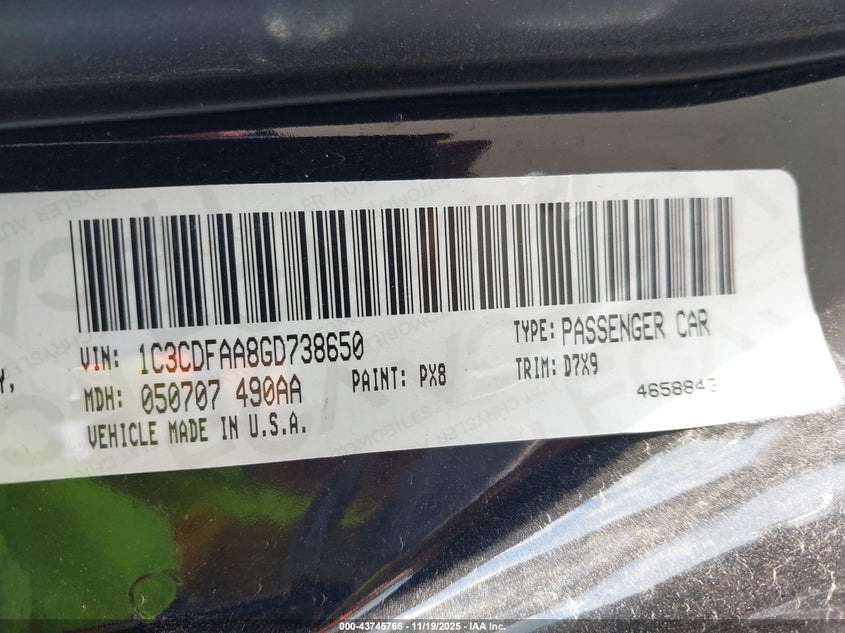 VIN: 1C3CDFAA8GD738650
TYPE: PASSENGER CAR
Y,
MDH: 050707 490AA
PAINT: PX8
TRIM: D7X9
VEHICLE MADE IN U.S.A.
000-43745766 - 11/19/2025 - IAA Inc.